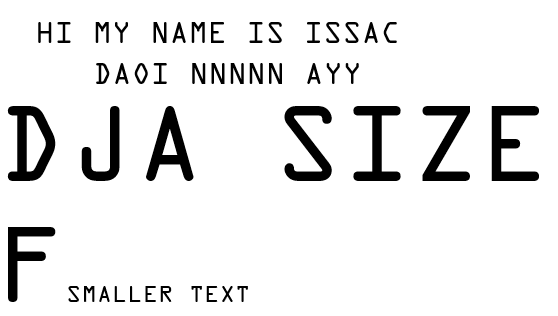 HI MY NAME IS ISSAC
DAOI NNNNN AYY
DJA SIZE
F SMALLER TEXT